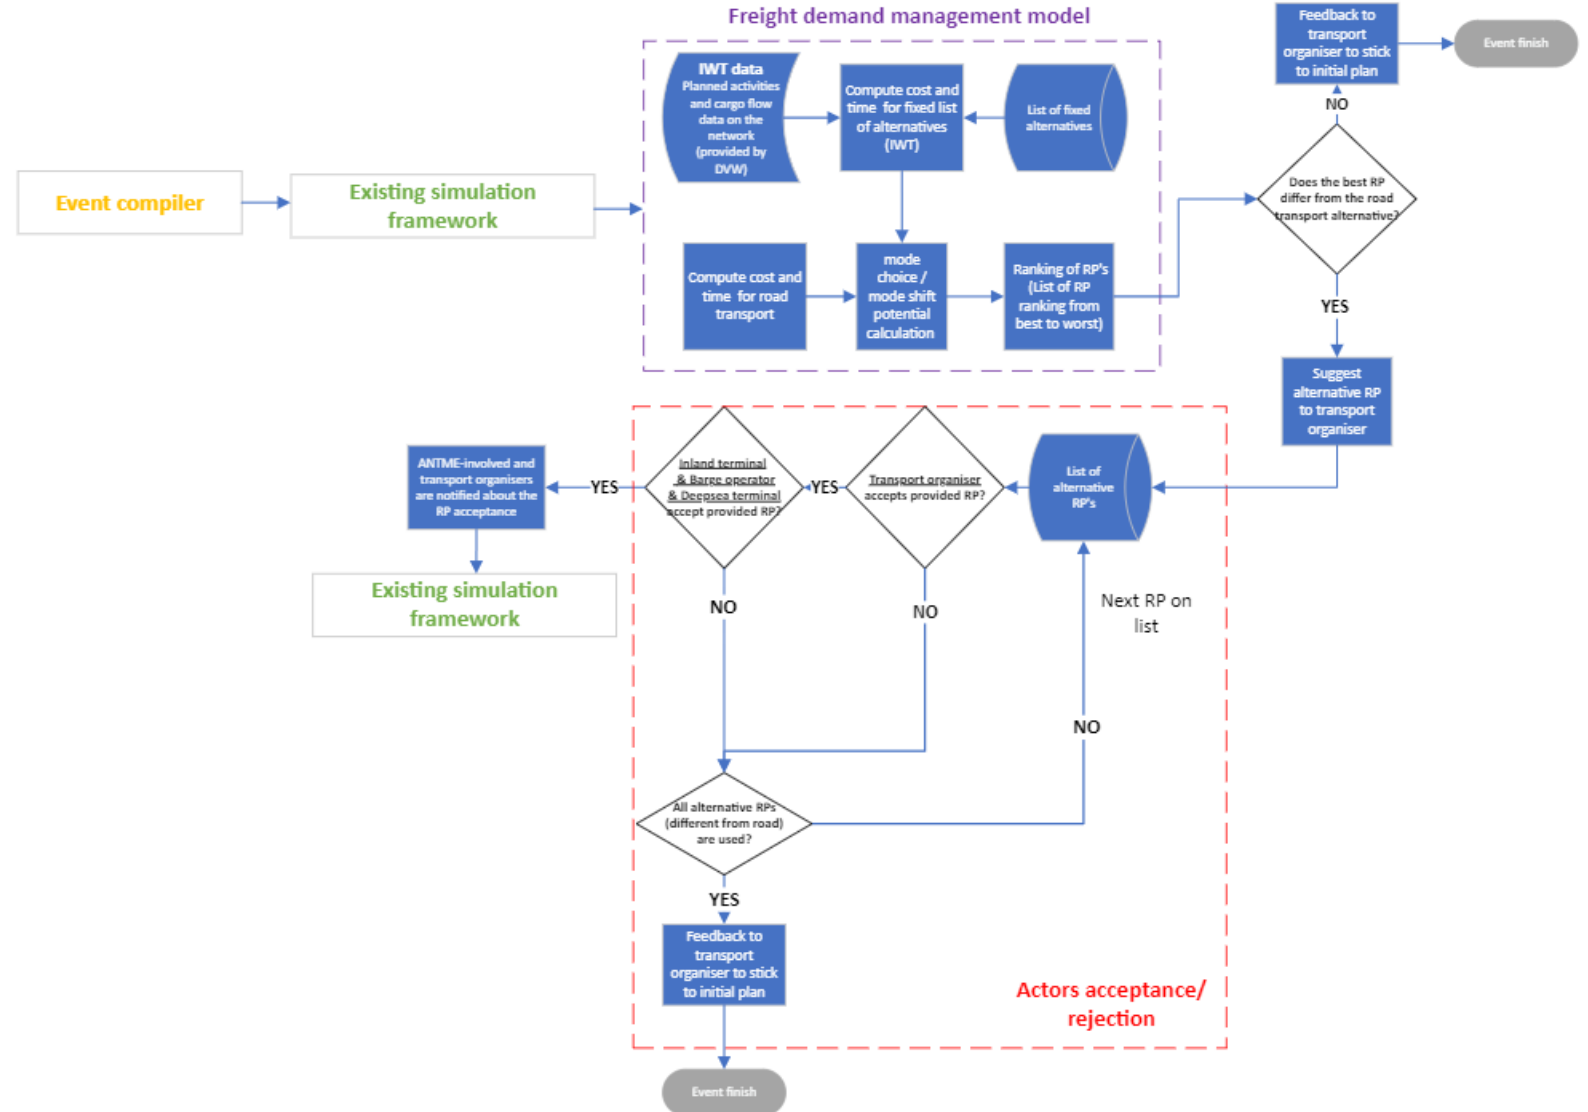 Freight demand management model
IWT data
Planned activities
and cargo flow
data on the
network
(provided by
DVW)
Compute cost and
time for fixed list
of alternatives
(IWT)
List of fixed
alternatives
Feedback to
transport
organiser to stick
to initial plan
Event finish
NO
Does the best RP
differ from the road
transport alternative?
YES
Event compiler
Existing simulation
framework
Compute cost and
time for road
transport
mode
choice /
mode shift
potential
calculation
Ranking of RP's
(List of RP
ranking from
best to worst)
Suggest
alternative RP
to transport
organiser
ANTME-involved and
transport organisers
are notified about the
RP acceptance
YES
Inland terminal
& Barge operator
& Deepsea terminal
accept provided RP?
YES
Transport organiser
accepts provided RP?
List of
alternative
RP's
Existing simulation
framework
NO
NO
Next RP on
list
NO
All alternative RPs
(different from road)
are used?
YES
Feedback to
transport
organiser to stick
to initial plan
Actors acceptance/
rejection
Event finish